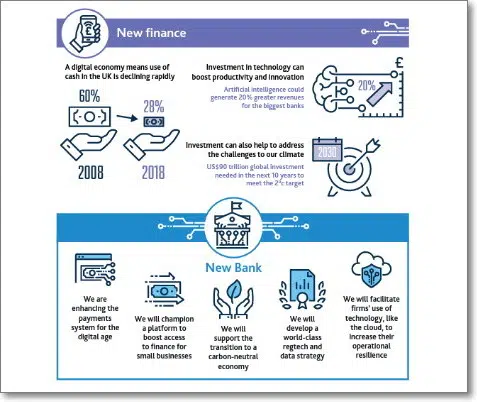 New finance
A digital economy means use of
cash in the UK is declining rapidly
60%
28%
2008
2018
Investment in technology can
boost productivity and innovation
Artificial intelligence could
generate 20% greater revenues
for the biggest banks
20%
£
Investment can also help to address
the challenges to our climate
US$90 trillion global investment
needed in the next 10 years to
meet the 2°c target
2030
New Bank
We are
enhancing the
payments
system for the
digital age
We will champion
a platform to
boost access
to finance for
small businesses
We will
support the
transition to a
carbon-neutral
economy
We will
develop a
world-class
regtech and
data strategy
We will facilitate
firms' use of
technology, like
the cloud, to
increase their
operational
resilience